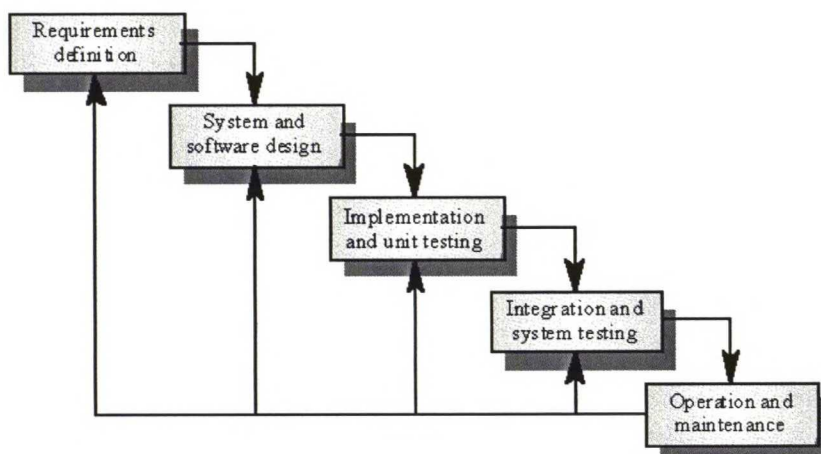 Requirements
definition
System and
software design
Implementation
and unit testing
Integration and
system testing
Operation and
maintenance